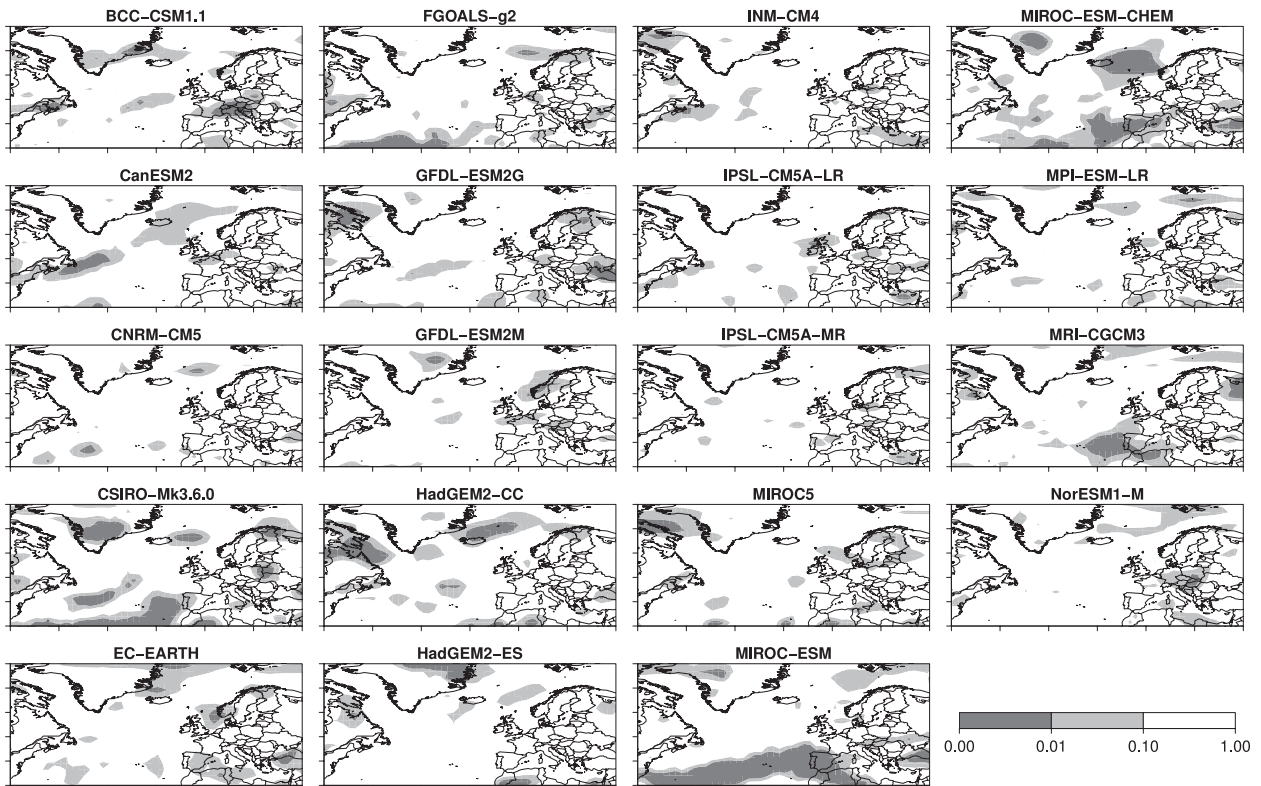 BCC-CSM1.1 FGOALS-g2 INM-CM4 MIROC-ESM-CHEM
CanESM2 GFDL-ESM2G IPSL-CM5A-LR MPI-ESM-LR
CNRM-CM5 GFDL-ESM2M IPSL-CM5A-MR MRI-CGCM3
CSIRO-Mk3.6.0 HadGEM2-CC MIROC5 NorESM1-M
EC-EARTH HadGEM2-ES MIROC-ESM
0.00 0.01 0.10 1.00